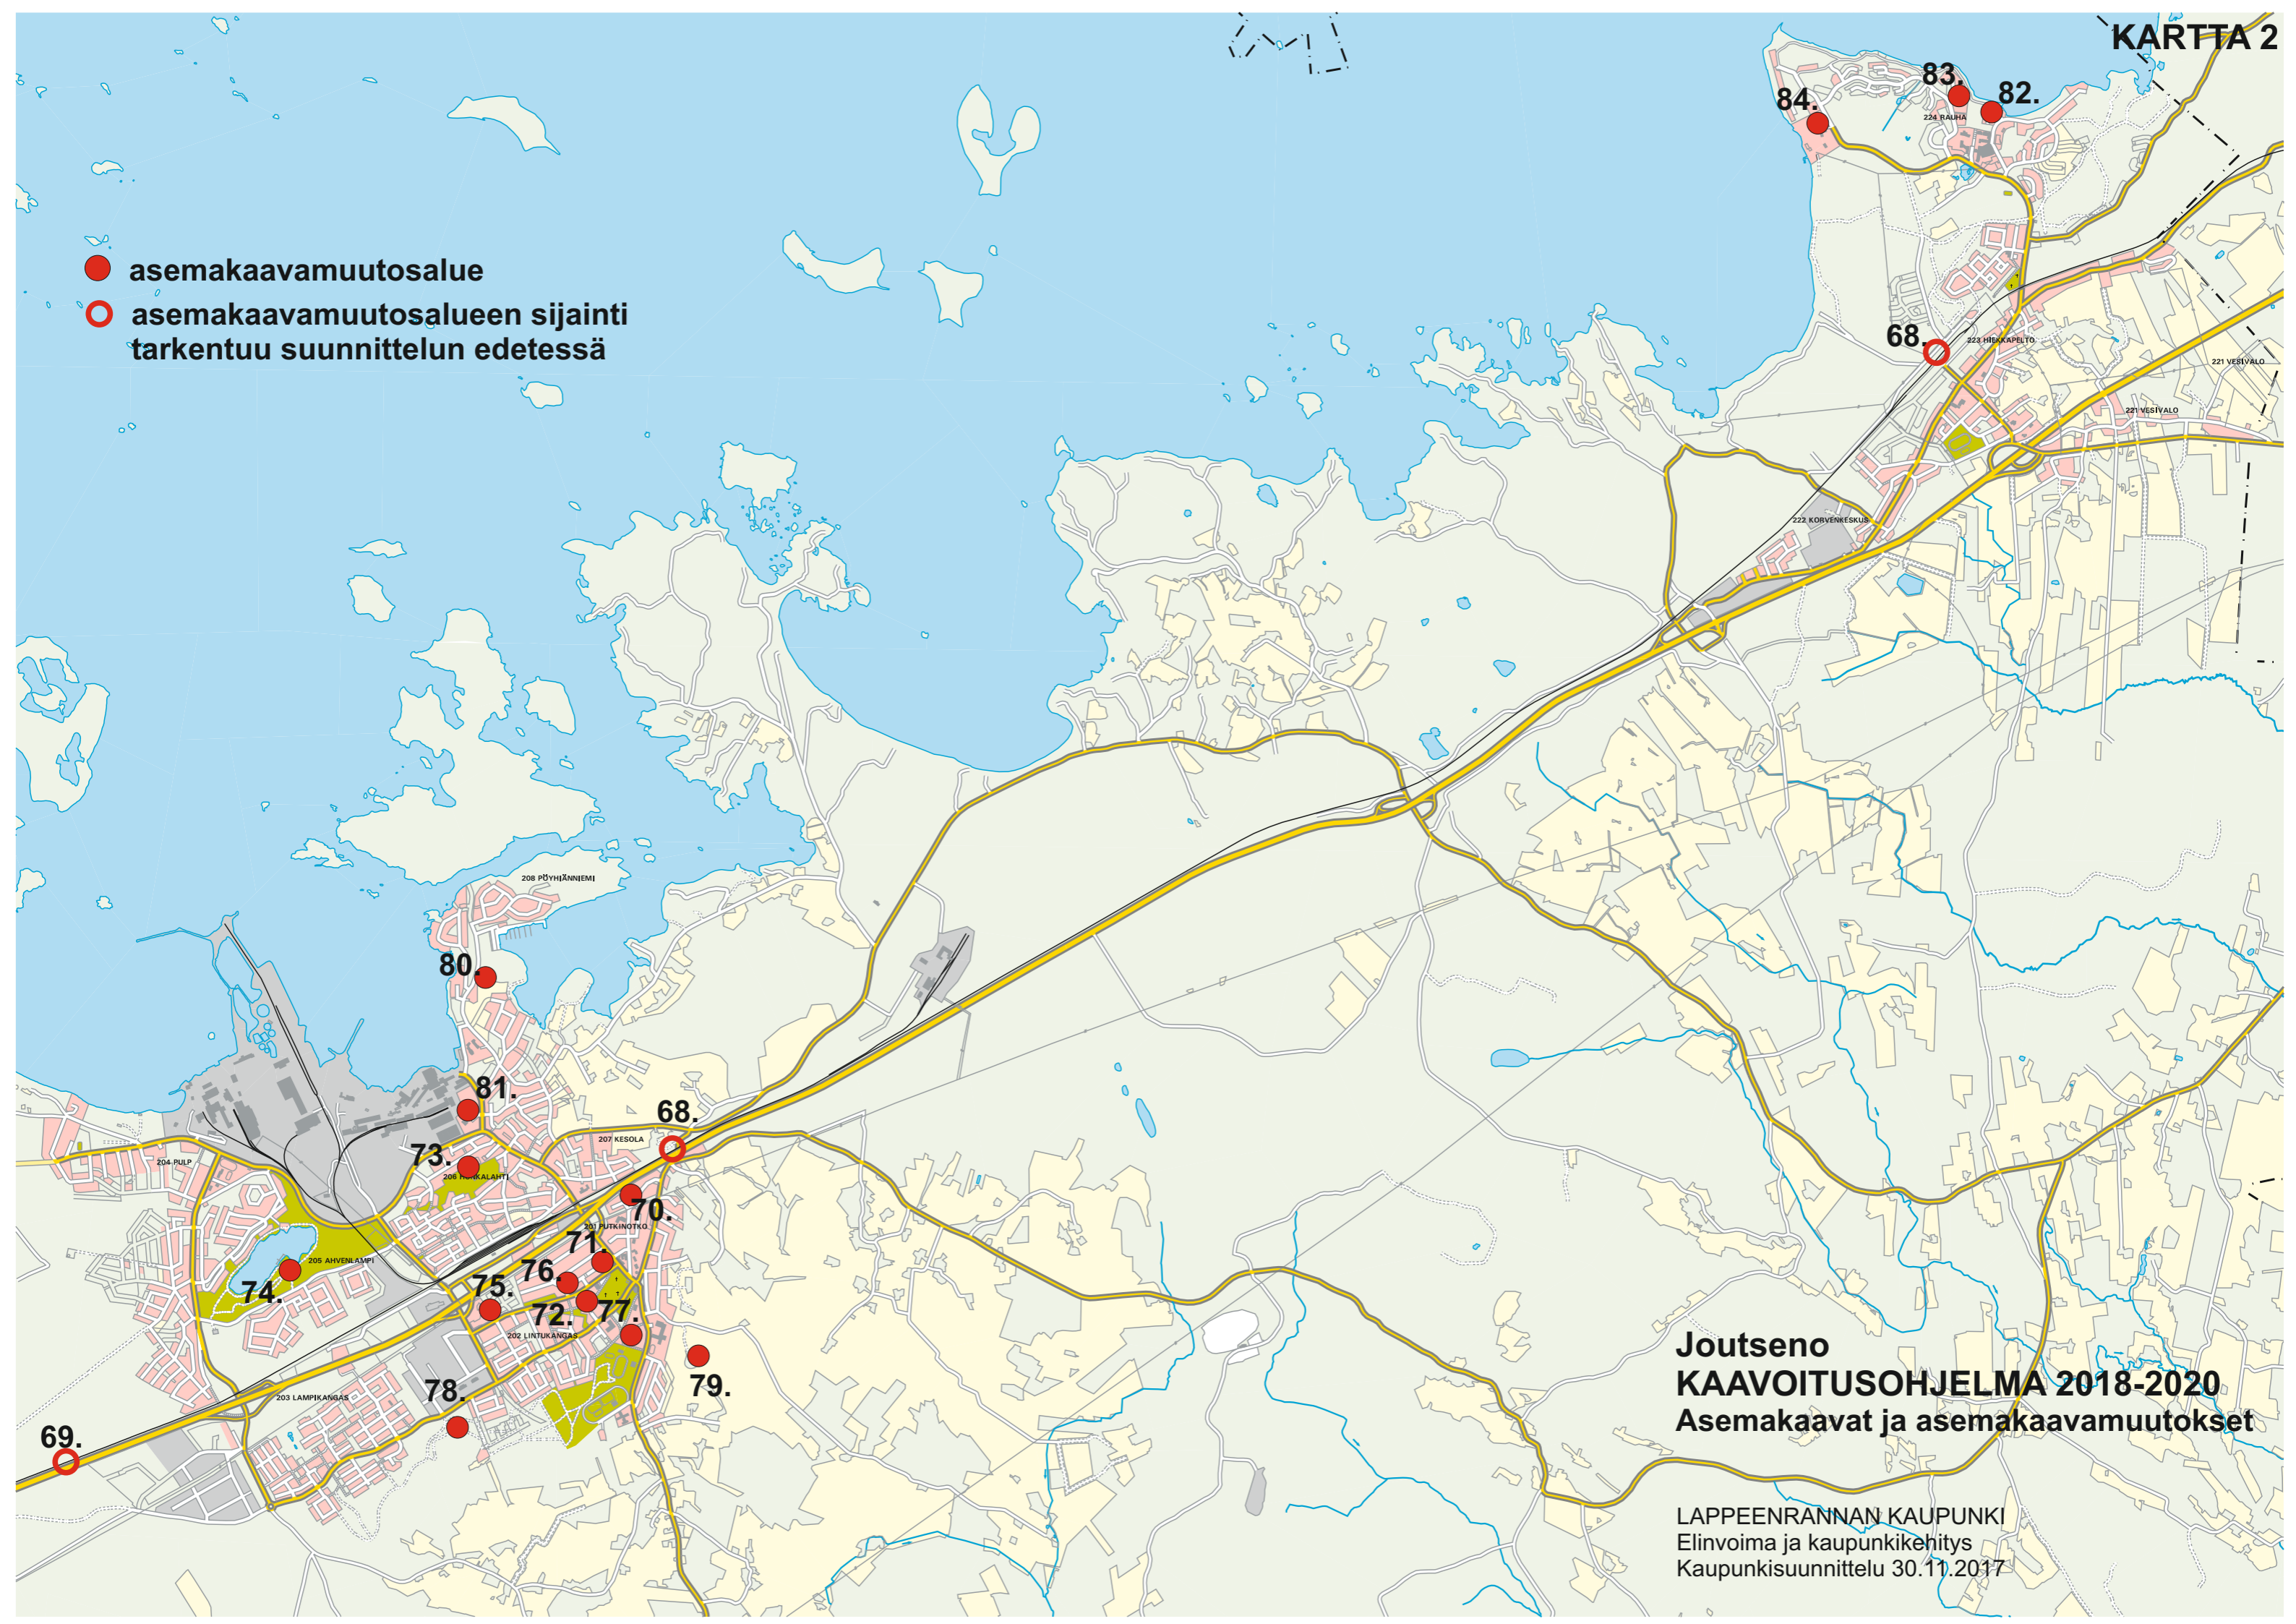 KARTTA 2
83.
82.
84.
224 RAUHA
asemakaavamuutosalue
asemakaavamuutosalueen sijainti
tarkentuu suunnittelun edetessä
68.
223 HIEKKAPELTO
221 VESIVALO
221 VESIVALO
222 KORVENKESKUS
208 PÖYHIÄNNIEMI
80.
81.
68.
207 KESOLA
73.
204 PULP
206 HONKALAHTI
70.
201 PUTKINOTKO
71.
205 AHVENLAMPI
76.
74.
75.
72.
77.
202 LINTUKANGAS
79.
78.
203 LAMPIKANGAS
69.
Joutseno
KAAVOITUSOHJELMA 2018-2020
Asemakaavat ja asemakaavamuutokset
LAPPEENRANNAN KAUPUNKI
Elinvoima ja kaupunkikehitys
Kaupunkisuunnittelu 30.11.2017